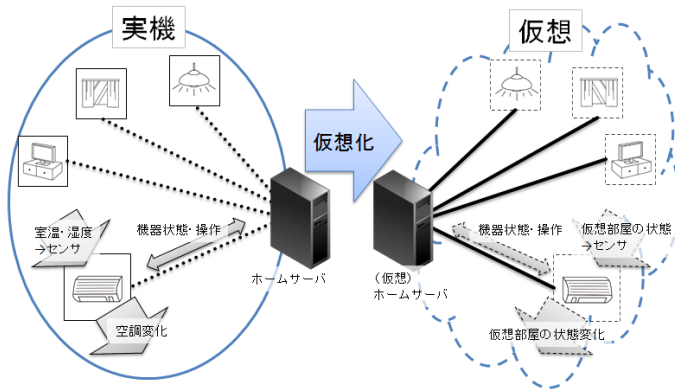 実機
仮想
仮想化
室温・湿度
→センサ
機器状態・操作
ホームサーバ
空調変化
機器状態・操作
仮想部屋の状態
→センサ
(仮想)
ホームサーバ
仮想部屋の状態変化